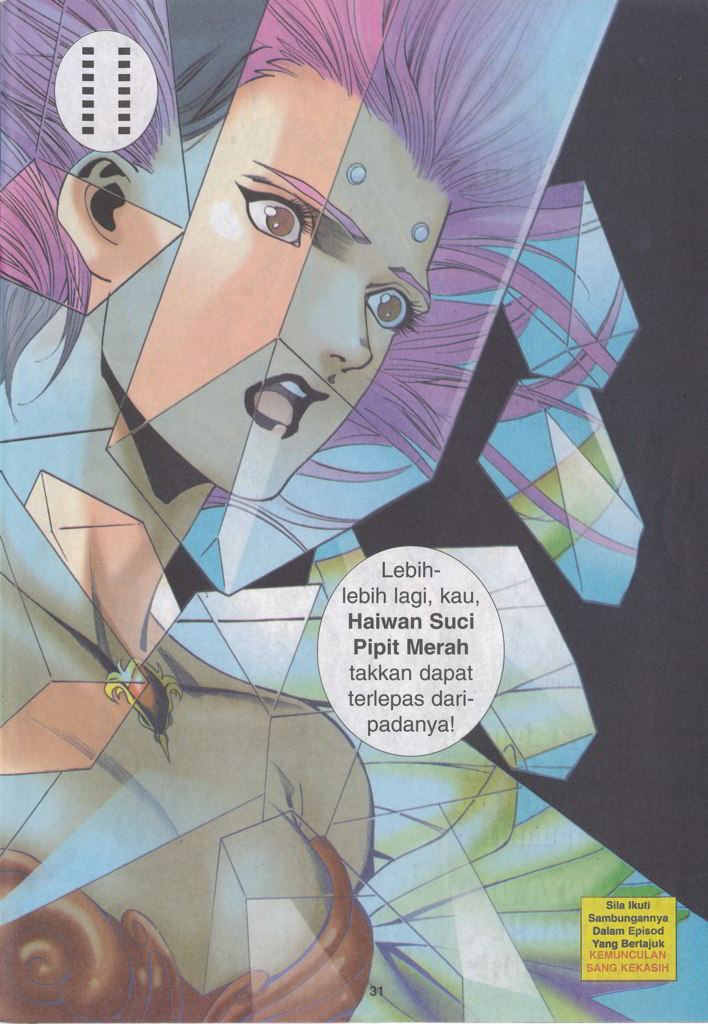 Lebih-
lebih lagi, kau,
Haiwan Suci
Pipit Merah
takkan dapat
terlepas dari-
padanya!
Sila Ikuti
Sambungannya
Dalam Episod
Yang Bertajuk
KEMUNCULAN
SANG KEKASIH
31